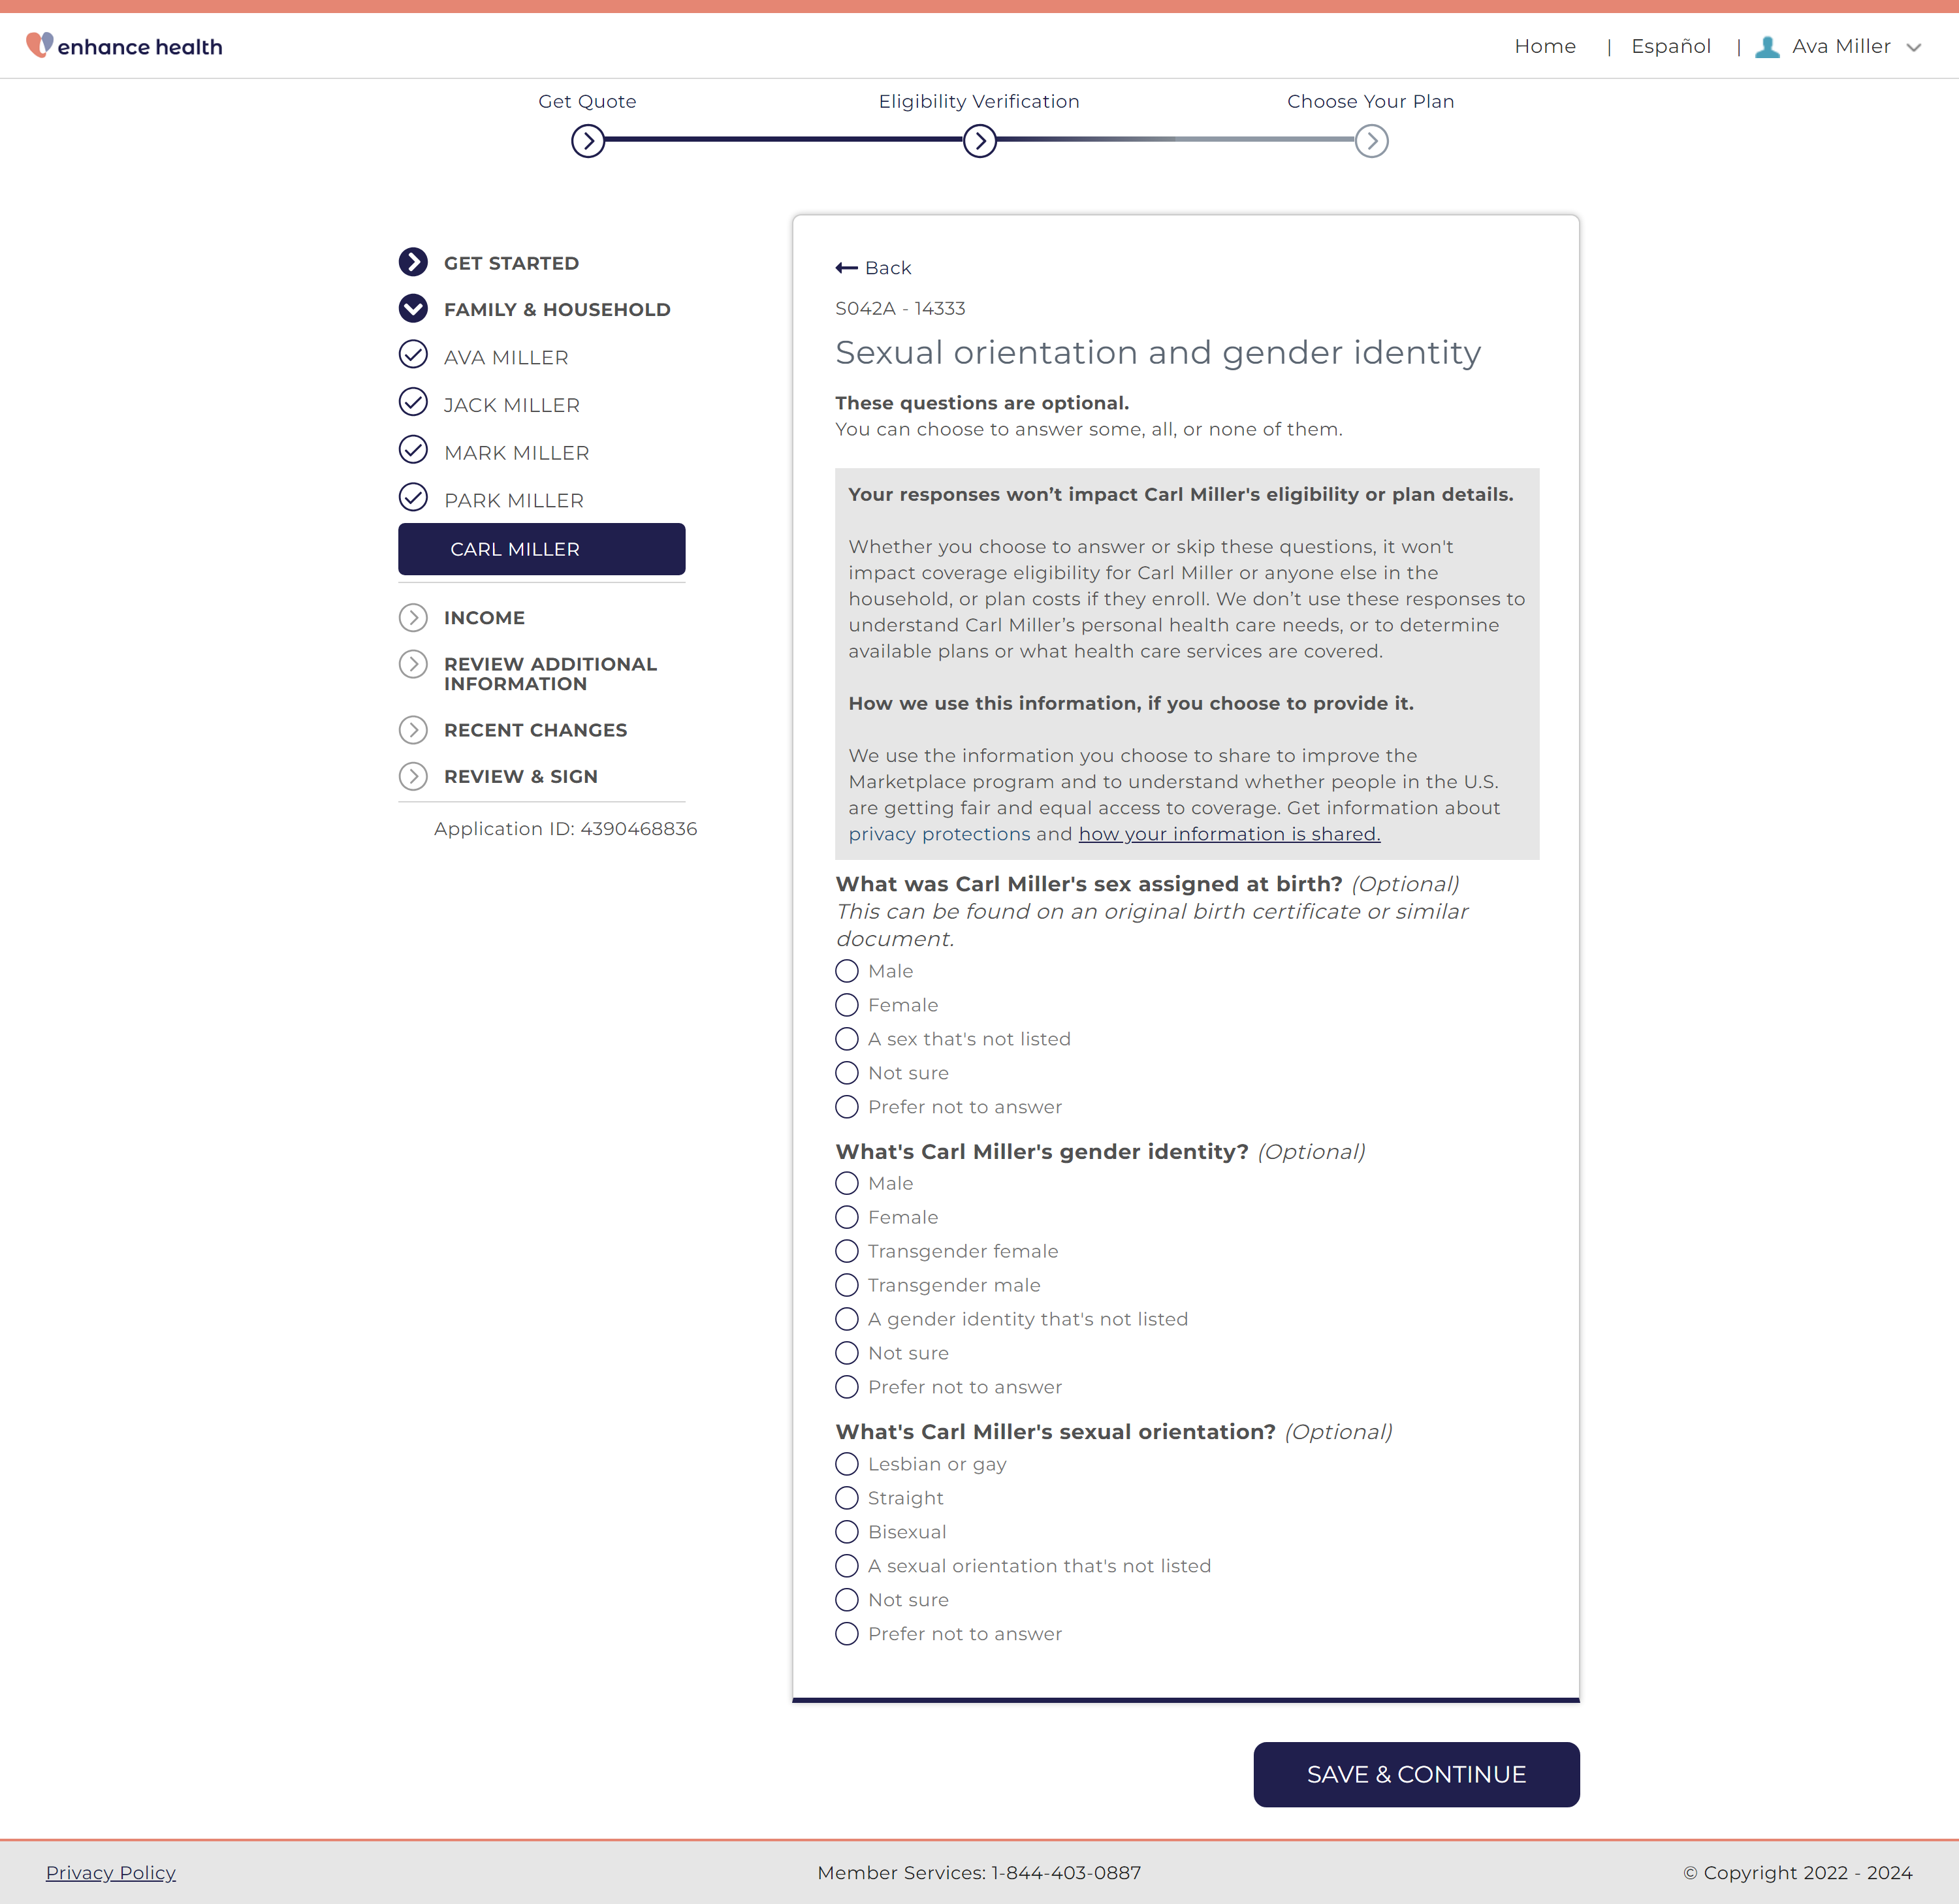 enhance health
Home | Español | Ava Miller
Get Quote
Eligibility Verification
Choose Your Plan
GET STARTED
FAMILY & HOUSEHOLD
AVA MILLER
JACK MILLER
MARK MILLER
PARK MILLER
CARL MILLER
INCOME
REVIEW ADDITIONAL
INFORMATION
RECENT CHANGES
REVIEW & SIGN
Application ID: 4390468836
Back
S042A - 14333
Sexual orientation and gender identity
These questions are optional.
You can choose to answer some, all, or none of them.
Your responses won’t impact Carl Miller's eligibility or plan details.
Whether you choose to answer or skip these questions, it won't
impact coverage eligibility for Carl Miller or anyone else in the
household, or plan costs if they enroll. We don’t use these responses to
understand Carl Miller’s personal health care needs, or to determine
available plans or what health care services are covered.
How we use this information, if you choose to provide it.
We use the information you choose to share to improve the
Marketplace program and to understand whether people in the U.S.
are getting fair and equal access to coverage. Get information about
privacy protections and how your information is shared.
What was Carl Miller's sex assigned at birth? (Optional)
This can be found on an original birth certificate or similar
document.
Male
Female
A sex that's not listed
Not sure
Prefer not to answer
What's Carl Miller's gender identity? (Optional)
Male
Female
Transgender female
Transgender male
A gender identity that's not listed
Not sure
Prefer not to answer
What's Carl Miller's sexual orientation? (Optional)
Lesbian or gay
Straight
Bisexual
A sexual orientation that's not listed
Not sure
Prefer not to answer
SAVE & CONTINUE
Privacy Policy
Member Services: 1-844-403-0887
© Copyright 2022 - 2024